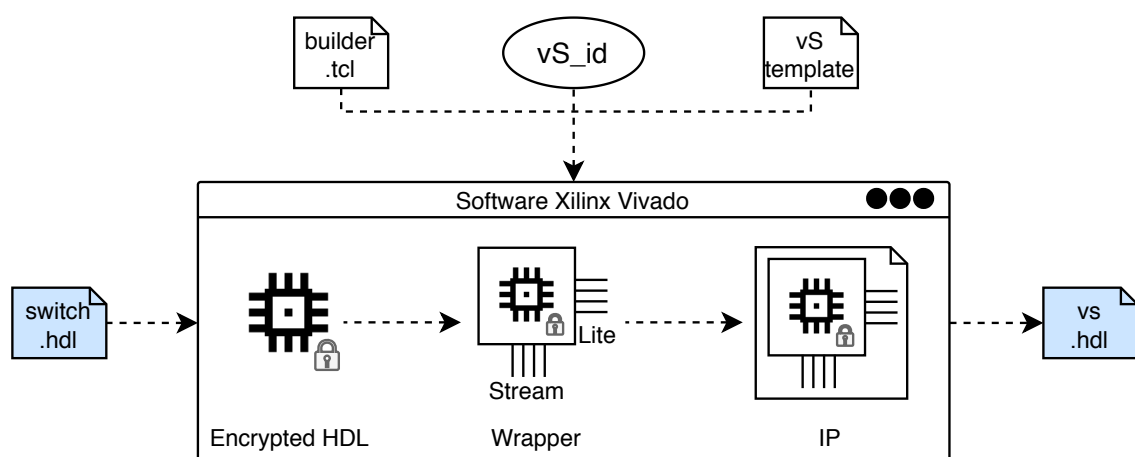 builder
.tcl
vS_id
vS
template
Software Xilinx Vivado
switch
.hdl
Lite
Stream
vs
.hdl
Encrypted HDL
Wrapper
IP